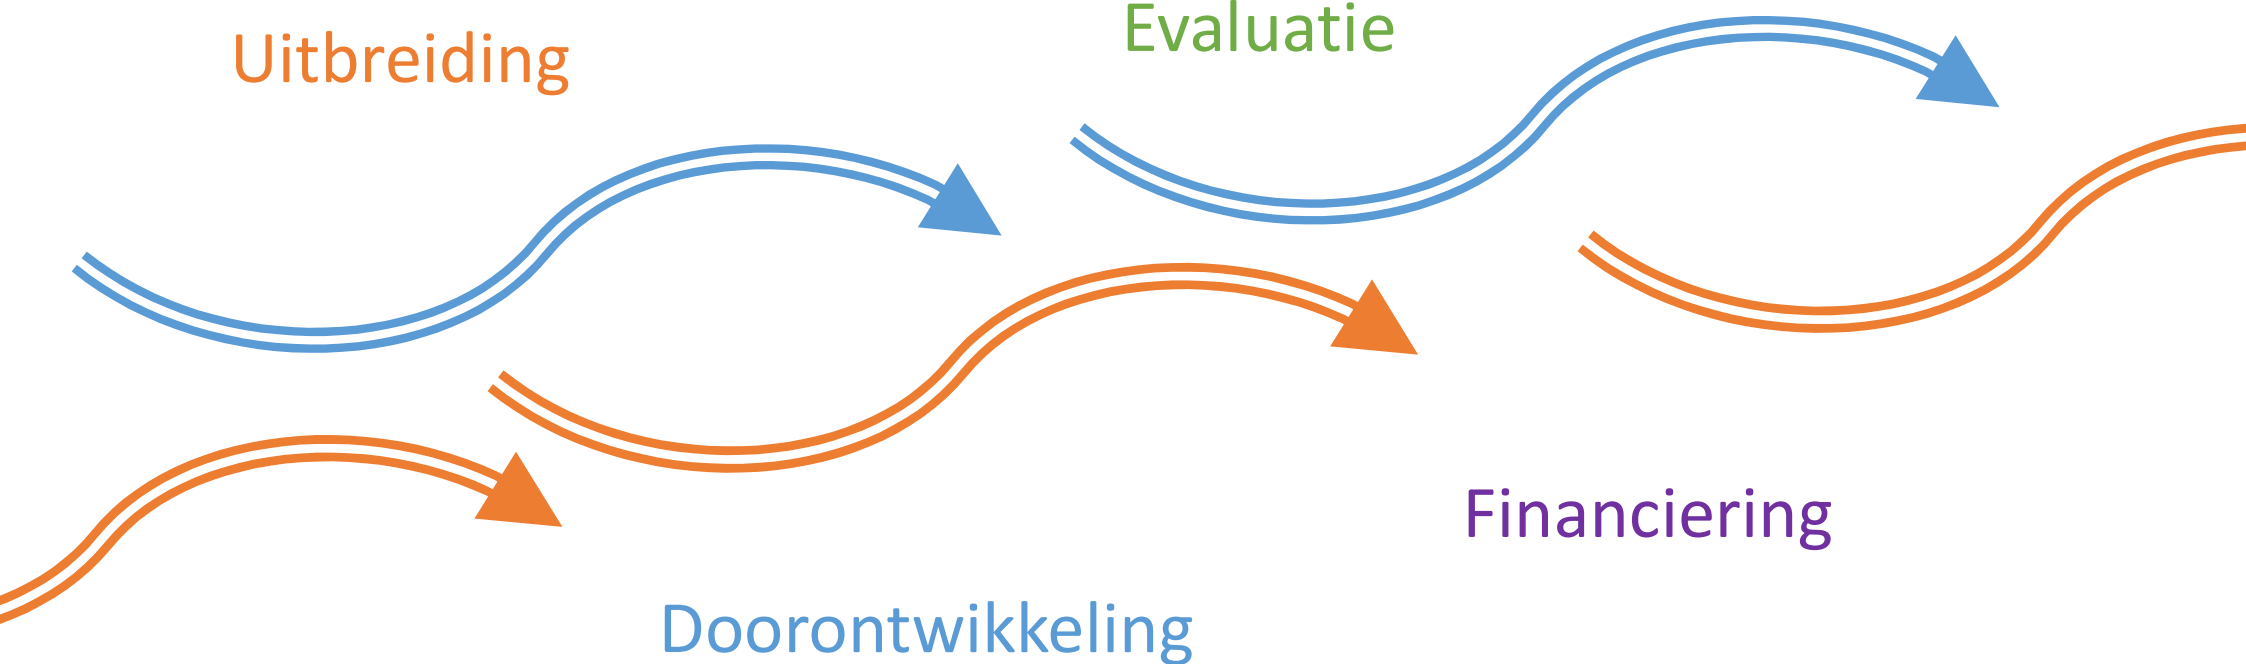 Evaluatie
Uitbreiding
Financiering
Doorontwikkeling